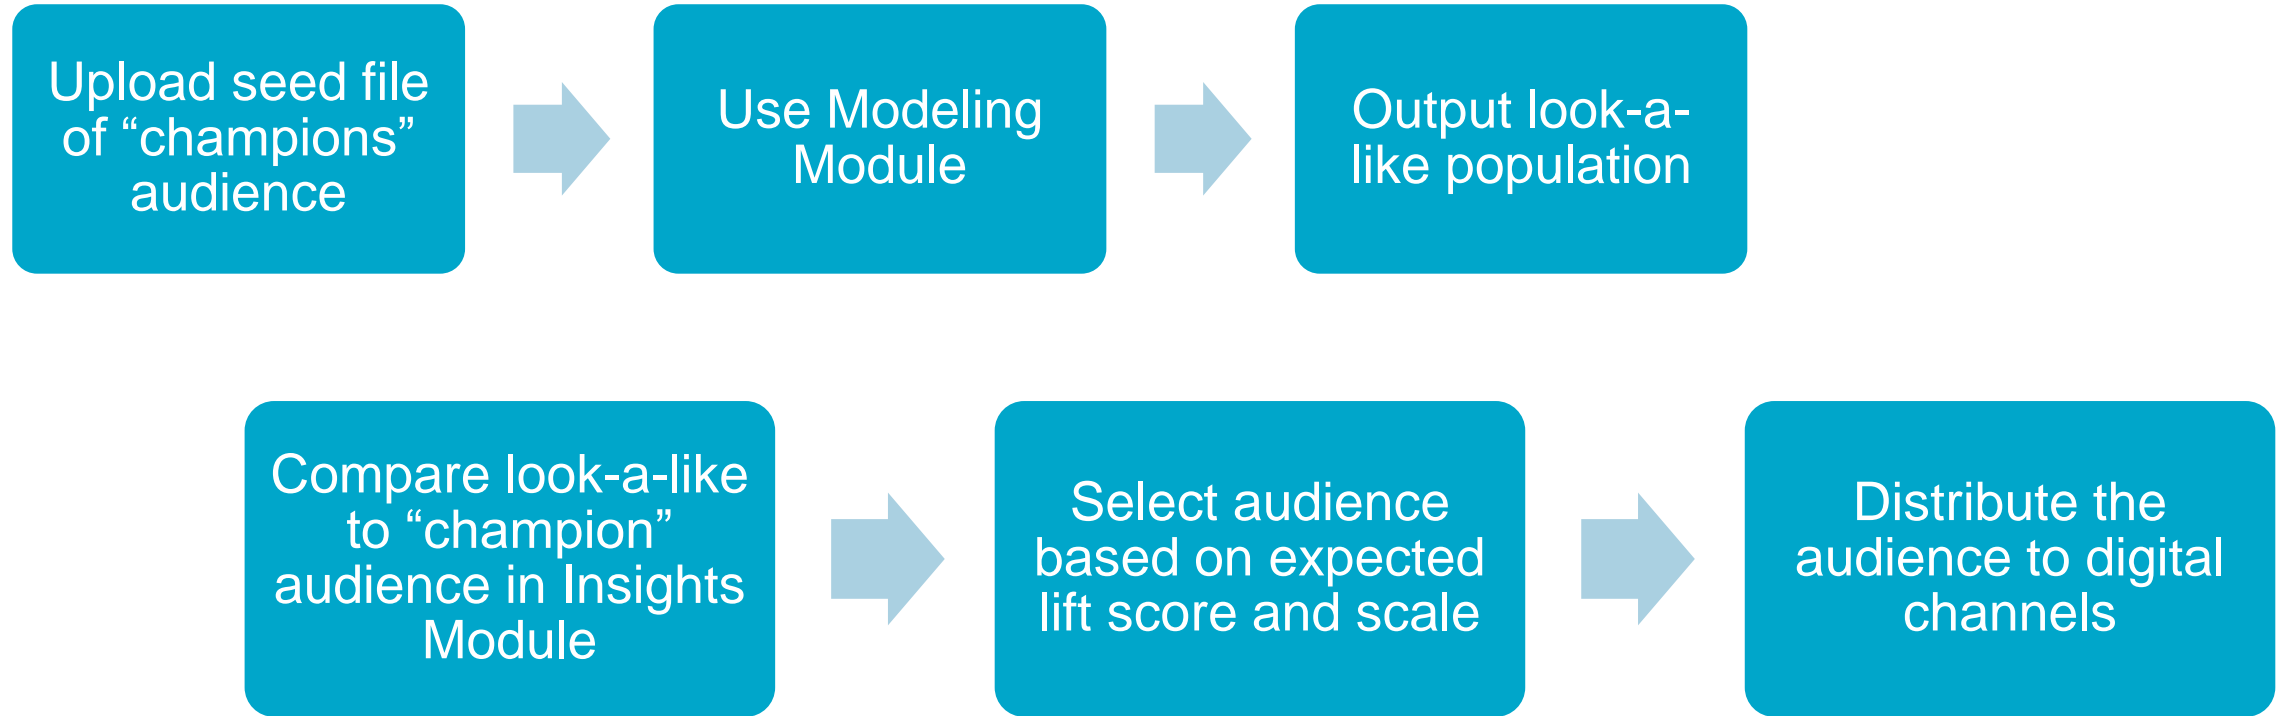 Upload seed file
of “champions”
audience
Use Modeling
Module
Output look-a-
like population
Compare look-a-like
to “champion”
audience in Insights
Module
Select audience
based on expected
lift score and scale
Distribute the
audience to digital
channels